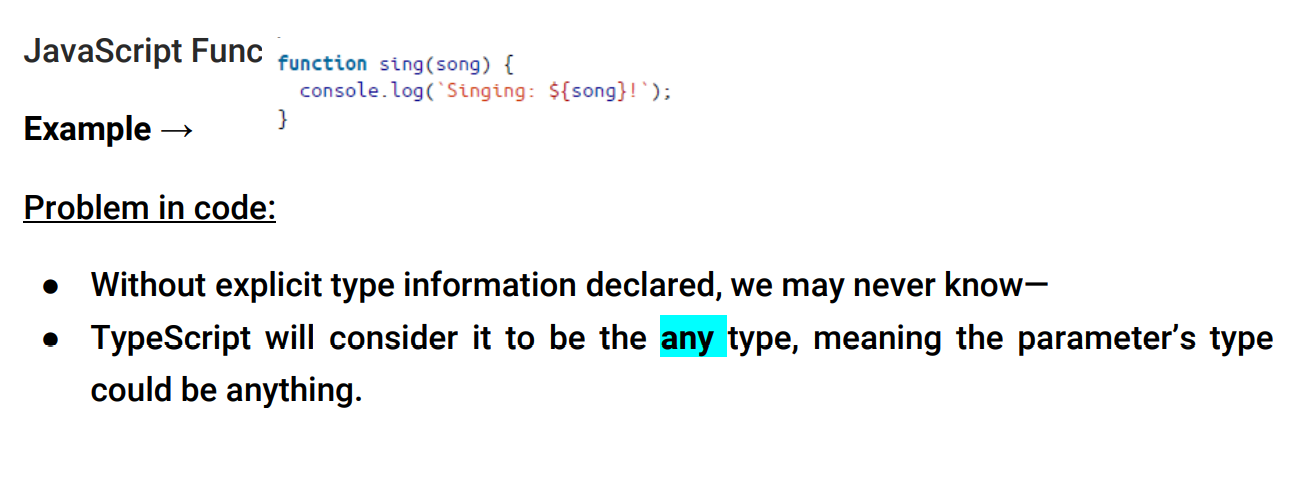 JavaScript Func
function sing(song) {
console.log(`Singing: ${song}!`);
}
Example →
Problem in code:
● Without explicit type information declared, we may never know—
● TypeScript will consider it to be the any type, meaning the parameter’s type
could be anything.